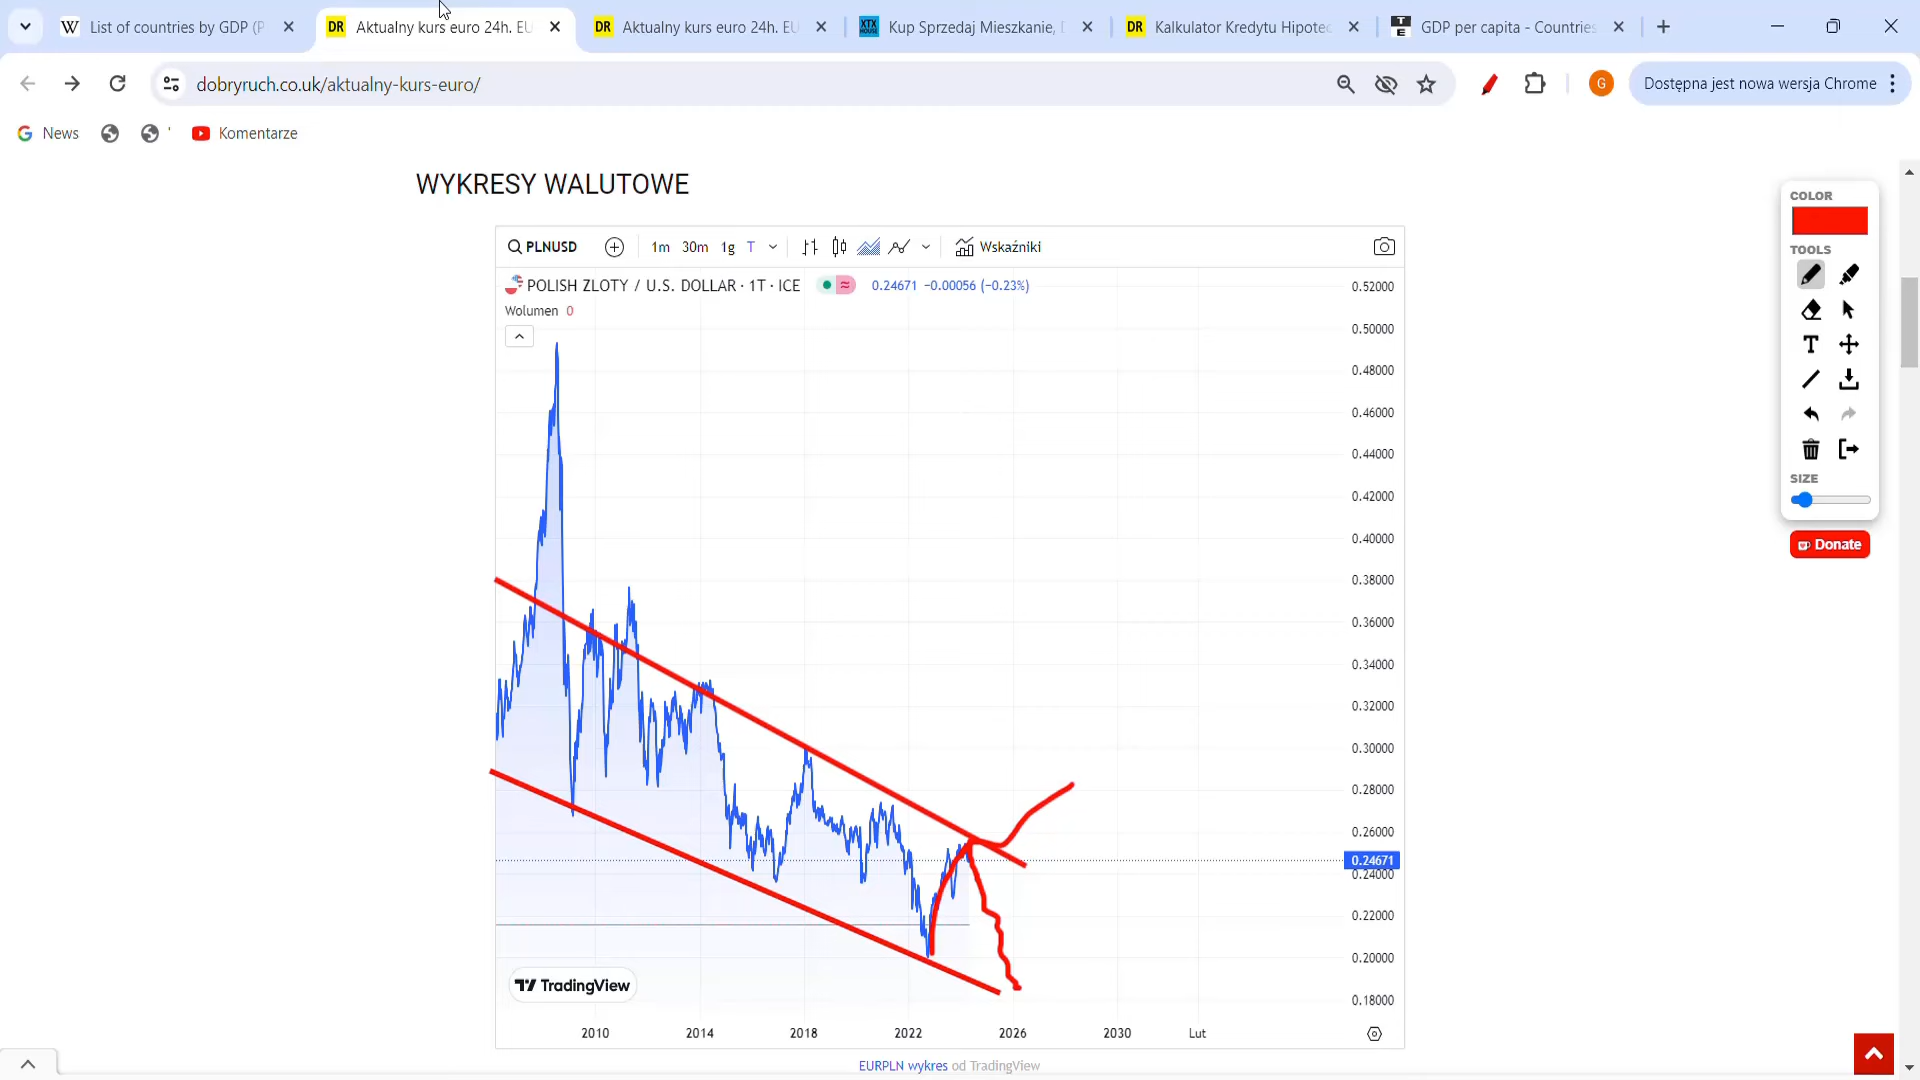 List of countries by GDP (P
Aktualny kurs euro 24h. EU
Aktualny kurs euro 24h. EU
Kup Sprzedaj Mieszkanie, D
Kalkulator Kredytu Hipotec
GDP per capita - Countries
dobryruch.co.uk/aktualny-kurs-euro/
G
Dostępna jest nowa wersja Chrome
News
Komentarze
WYKRESY WALUTOWE
PLNUSD
1m 30m 1g T
Wskaźniki
POLISH ZLOTY / U.S. DOLLAR · 1T · ICE
0.24671 −0.00056 (−0.23%)
Wolumen 0
0.52000
0.50000
0.48000
0.46000
0.44000
0.42000
0.40000
0.38000
0.36000
0.34000
0.32000
0.30000
0.28000
0.26000
0.24671
0.24000
0.22000
0.20000
0.18000
TradingView
2010 2014 2018 2022 2026 2030 Lut
EURPLN wykres od TradingView
COLOR
TOOLS
SIZE
Donate